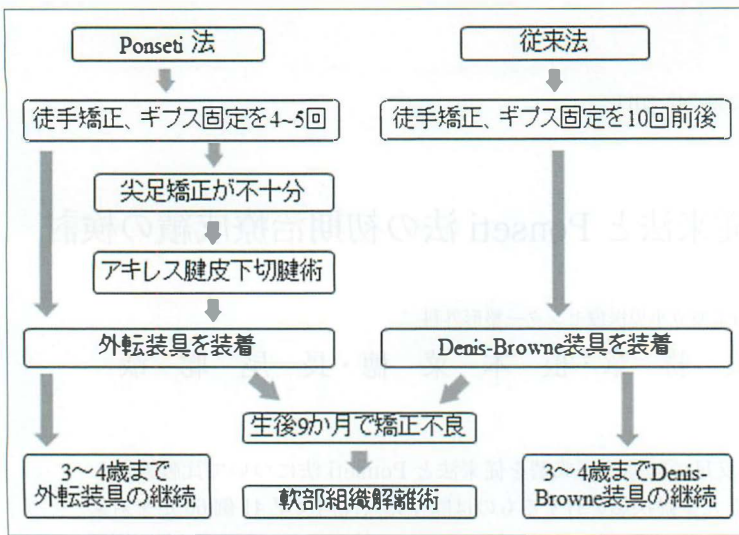 Ponseti 法
従来法
徒手矯正、ギプス固定を4~5回
徒手矯正、ギプス固定を10回前後
尖足矯正が不十分
アキレス腱皮下切腱術
外転装具を装着
Denis-Browne装具を装着
生後9か月で矯正不良
3〜4歳まで
外転装具の継続
軟部組織解離術
3〜4歳までDenis-
Browne装具の継続